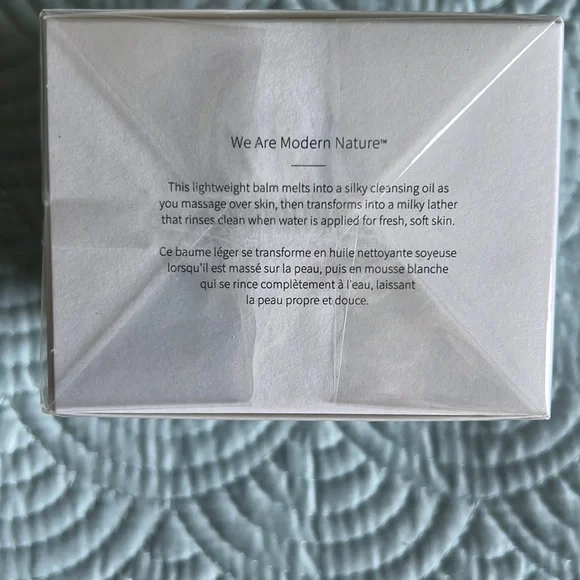 We Are Modern Nature™
This lightweight balm melts into a silky cleansing oil as
you massage over skin, then transforms into a milky lather
that rinses clean when water is applied for fresh, soft skin.
Ce baume léger se transforme en huile nettoyante soyeuse
lorsqu'il est massé sur la peau, puis en mousse blanche
qui se rince complètement à l'eau, laissant
la peau propre et douce.